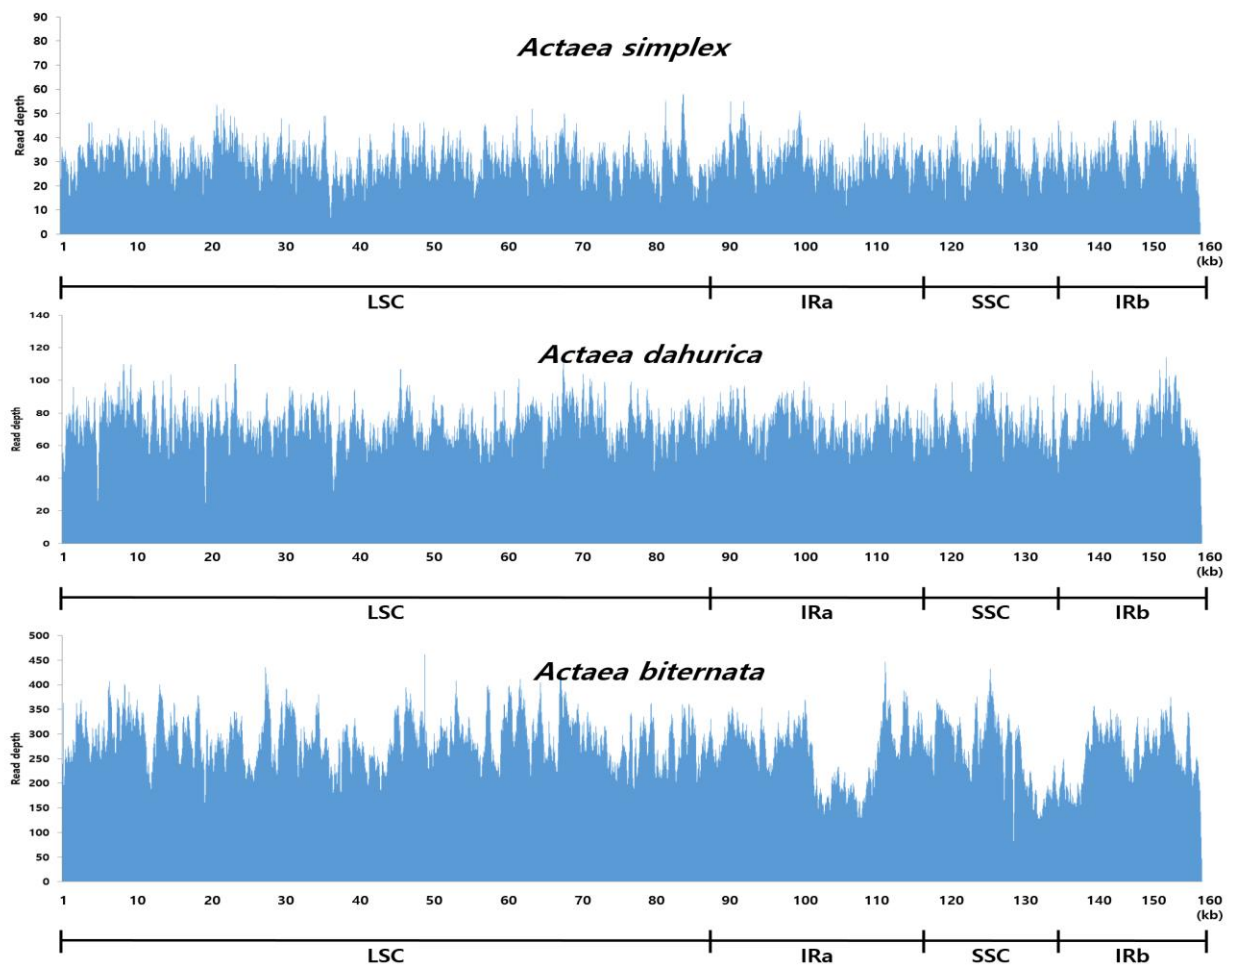 Actaea simplex
Read depth
90
80
70
60
50
40
30
20
10
0
1 10 20 30 40 50 60 70 80 90 100 110 120 130 140 150 160
(kb)
LSC IRa SSC IRb
Actaea dahurica
Read depth
140
120
100
80
60
40
20
0
1 10 20 30 40 50 60 70 80 90 100 110 120 130 140 150 160
(kb)
LSC IRa SSC IRb
Actaea biternata
Read depth
500
450
400
350
300
250
200
150
100
50
0
1 10 20 30 40 50 60 70 80 90 100 110 120 130 140 150 160
(kb)
LSC IRa SSC IRb